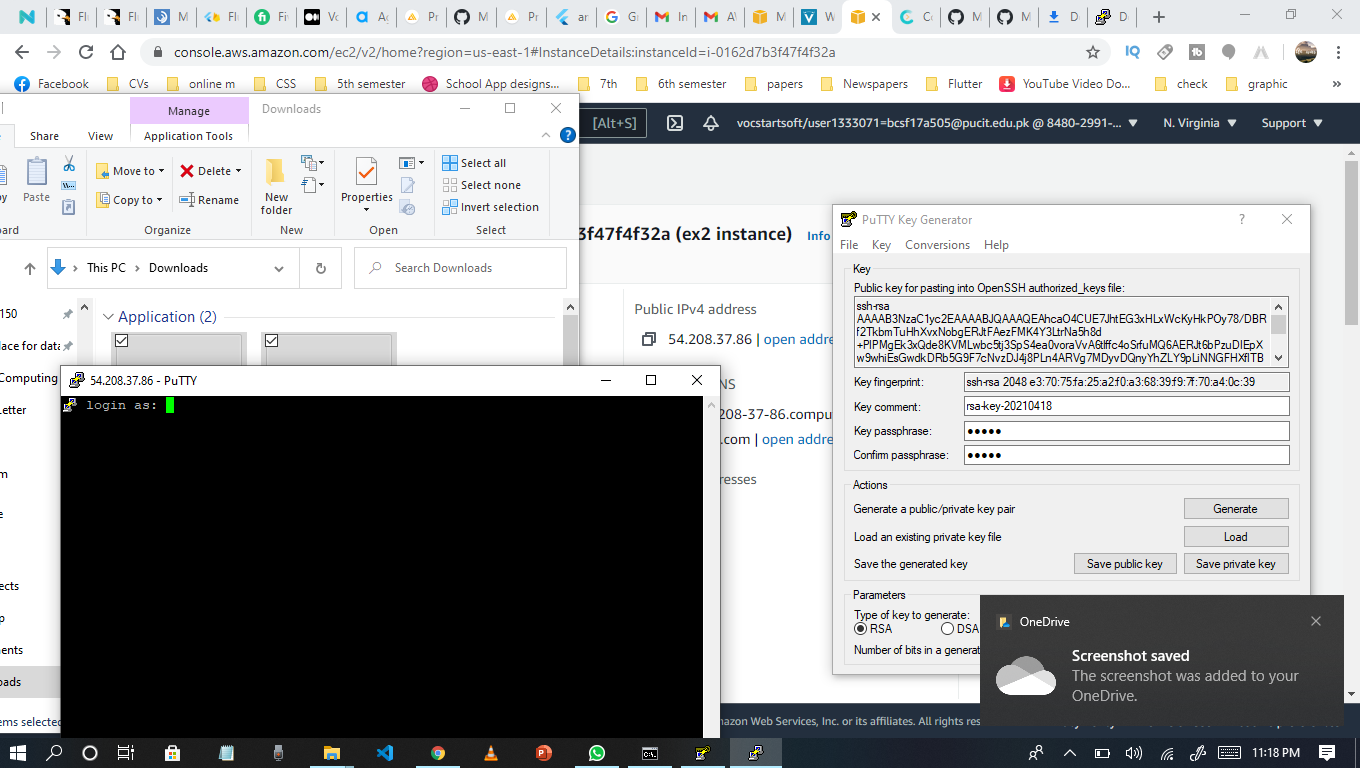 Fl
Fl
M
Fl
Fi
Vo
A
Pr
M
Pr
ar
G
In
A
M
W
C
M
M
D
D
console.aws.amazon.com/ec2/v2/home?region=us-east-1#InstanceDetails:instanceId=i-0162d7b3f47f4f32a
Facebook
CVs
online m
CSS
5th semester
School App designs...
7th
6th semester
papers
Newspapers
Flutter
YouTube Video Do...
check
graphic
»
Manage
Downloads
Share
View
Application Tools
[Alt+S]
vocstartsoft/user1333071=bcsf17a505@pucit.edu.pk @ 8480-2991-...
N. Virginia
Support
Paste
Move to
Copy to
Delete
Rename
New
folder
Properties
Select all
Select none
Invert selection
Organize
New
Open
Select
This PC
Downloads
Search Downloads
150
Application (2)
lace for data
Computing
Letter
3f47f4f32a (ex2 instance)
Info
Public IPv4 address
54.208.37.86 | open addre
NS
208-37-86.compu
.com | open addre
resses
54.208.37.86 - PuTTY
login as:
PuTTY Key Generator
?
File
Key
Conversions
Help
Key
Public key for pasting into OpenSSH authorized_keys file:
ssh-rsa
AAAAB3NzaC1yc2EAAAABJQAAAQEAhcaO4CUE7JhtEG3xHLxWcKyHkPOy78/DBR
f2TkbmTuHhXvxNobgERJtFAezFMK4Y3LtrNa5h8d
+PIPMgEk3xQde8KVMLwbc5tj3SpS4ea0voraVvA6tffc4oSrfuMQ6AERJt6bPzuDIEpX
w9whiEsGwdkDRb5G9F7cNvzDJ4j8PLn4ARVg7MDyvDQnyYhZLY9pLiNNGFHXfITB
Key fingerprint:
ssh-rsa 2048 e3:70:75:fa:25:a2:f0:a3:68:39:f9:7f:70:a4:0c:39
Key comment:
rsa-key-20210418
Key passphrase:
Confirm passphrase:
Actions
Generate a public/private key pair
Generate
Load an existing private key file
Load
Save the generated key
Save public key
Save private key
Parameters
Type of key to generate:
RSA
DSA
Number of bits in a generat
OneDrive
Screenshot saved
The screenshot was added to your
OneDrive.
ects
ments
oads
ems selected
mazon Web Services, Inc. or its affiliates. All rights res
11:18 PM